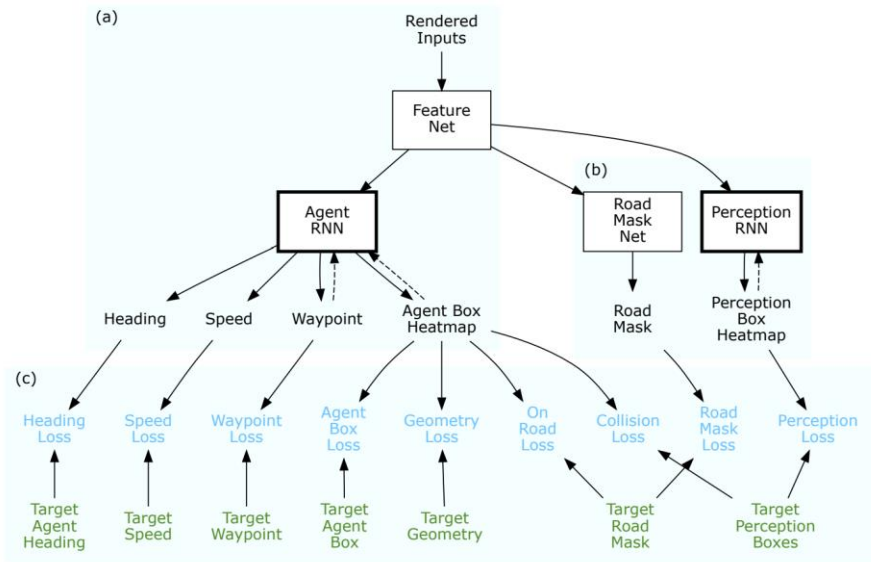 (a)
Rendered
Inputs
Feature
Net
(b)
Agent
RNN
Road
Mask
Net
Perception
RNN
Heading
Speed
Waypoint
Agent Box
Heatmap
Road
Mask
Perception
Box
Heatmap
(c)
Heading
Loss
Speed
Loss
Waypoint
Loss
Agent
Box
Loss
Geometry
Loss
On
Road
Loss
Collision
Loss
Road
Mask
Loss
Perception
Loss
Target
Agent
Heading
Target
Speed
Target
Waypoint
Target
Agent
Box
Target
Geometry
Target
Road
Mask
Target
Perception
Boxes